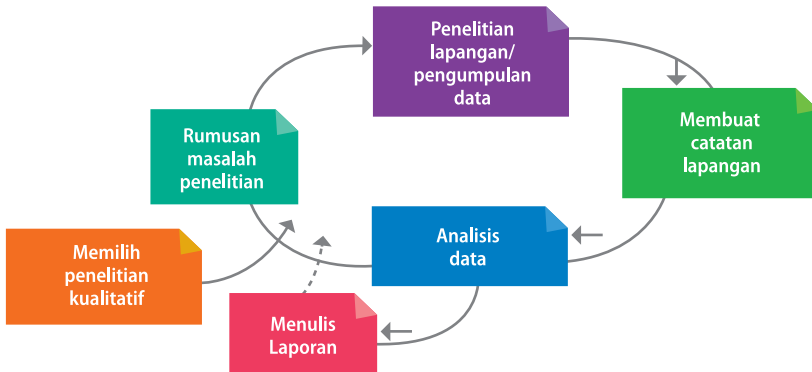 Penelitian
lapangan/
pengumpulan
data
Membuat
catatan
lapangan
Rumusan
masalah
penelitian
Analisis
data
Memilih
penelitian
kualitatif
Menulis
Laporan